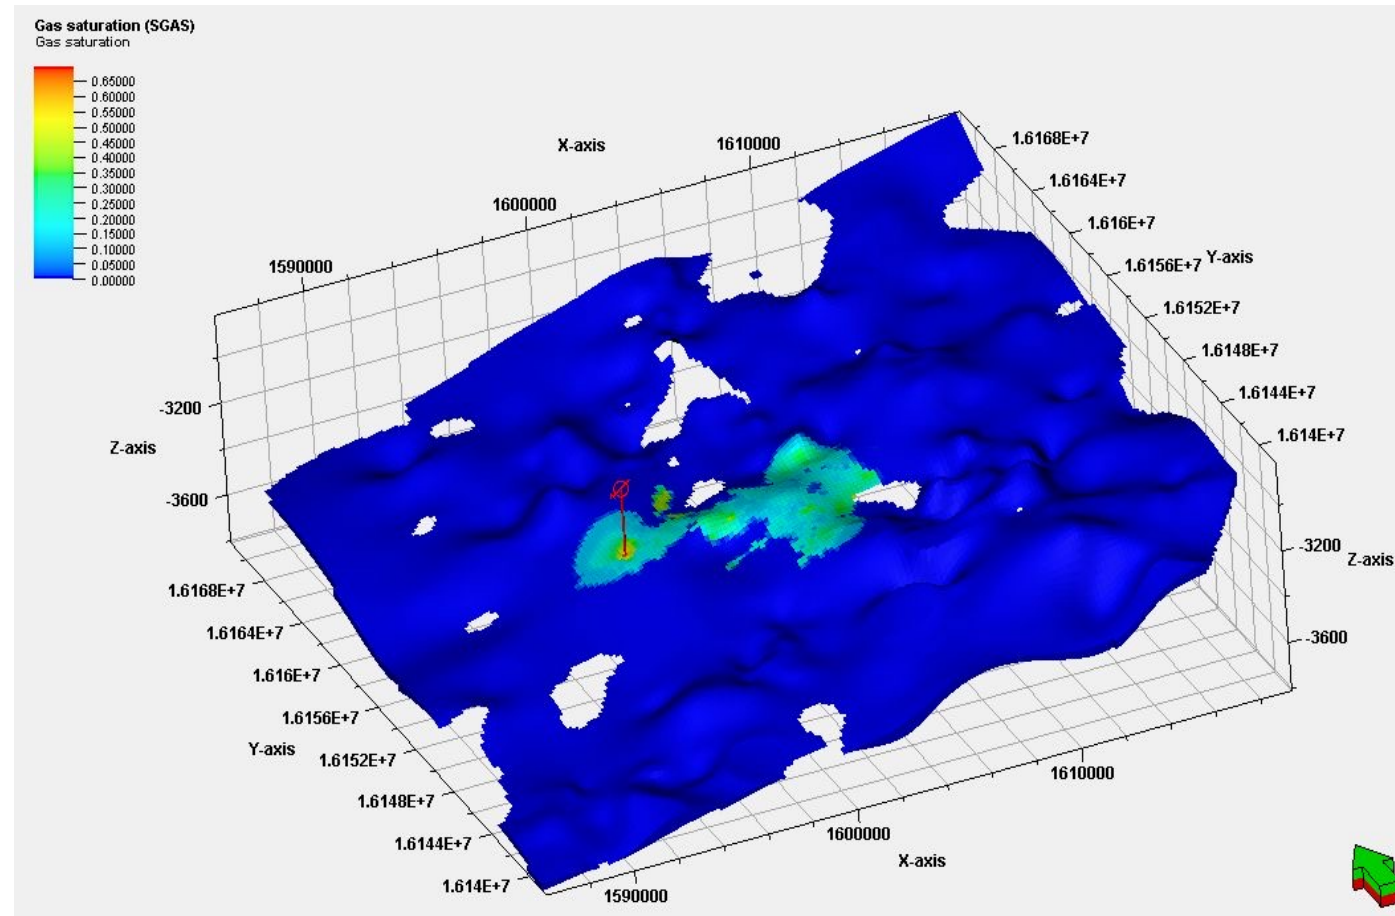 Gas saturation (SGAS)
Gas saturation
0.65000
0.60000
0.55000
0.50000
0.45000
0.40000
0.35000
0.30000
0.25000
0.20000
0.15000
0.10000
0.05000
0.00000
X-axis
1610000
1600000
1590000
1.6168E+7
1.6164E+7
1.616E+7
1.6156E+7
Y-axis
1.6152E+7
1.6148E+7
1.6144E+7
1.614E+7
-3200
Z-axis
-3600
-3200
Z-axis
-3600
1.6168E+7
1.6164E+7
1.616E+7
1.6156E+7
Y-axis
1.6152E+7
1.6148E+7
1.6144E+7
1.614E+7
1610000
1600000
X-axis
1590000